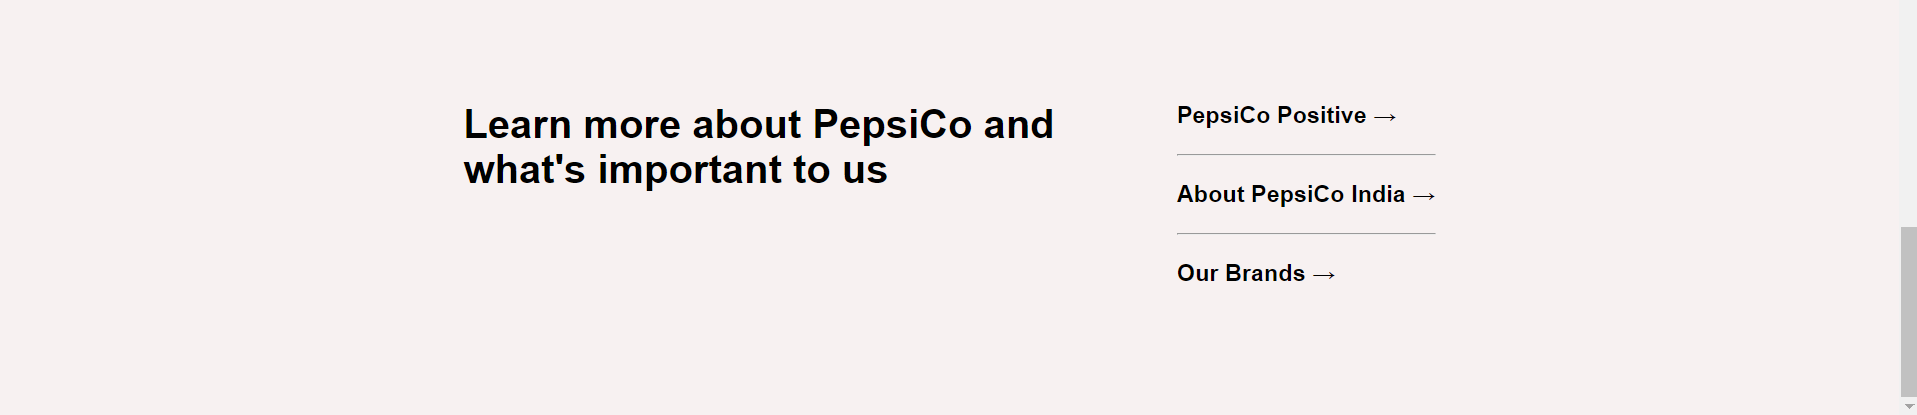 Learn more about PepsiCo and
what's important to us
PepsiCo Positive →
About PepsiCo India →
Our Brands →